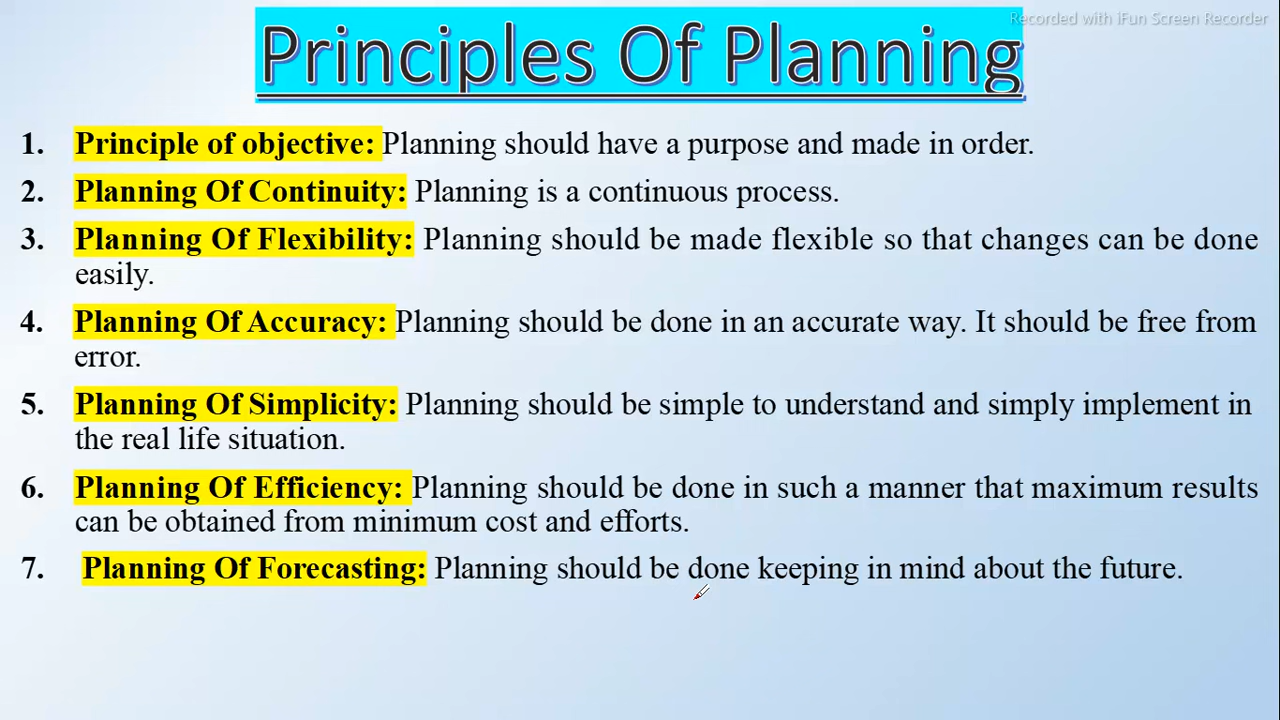 Recorded with iFun Screen Recorder
Principles Of Planning
1. Principle of objective: Planning should have a purpose and made in order.
2. Planning Of Continuity: Planning is a continuous process.
3. Planning Of Flexibility: Planning should be made flexible so that changes can be done
easily.
4. Planning Of Accuracy: Planning should be done in an accurate way. It should be free from
error.
5. Planning Of Simplicity: Planning should be simple to understand and simply implement in
the real life situation.
6. Planning Of Efficiency: Planning should be done in such a manner that maximum results
can be obtained from minimum cost and efforts.
7. Planning Of Forecasting: Planning should be done keeping in mind about the future.